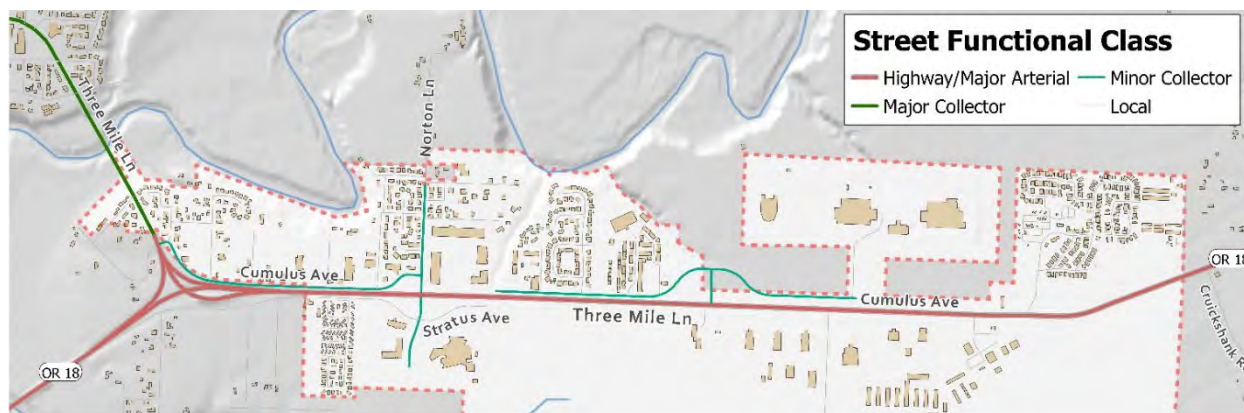 Street Functional Class
Highway/Major Arterial
Minor Collector
Major Collector
Local
Three Mile Ln
Norton Ln
Cumulus Ave
Stratus Ave
Three Mile Ln
Cumulus Ave
OR 18
OR 18
Cruickshank R